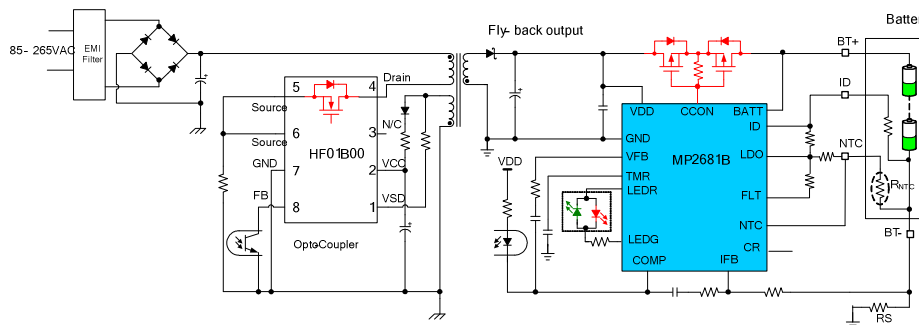 Fly- back output
Batter
85- 265VAC
EMI
Filter
BT+
5
4
Drain
Source
VDD
CCON
BATT
ID
ID
N/C
3
Source
6
HF01B00
GND
VFB
MP2681B
LDO
NTC
GND
7
2
VCC
VDD
TMR
LEDR
RNTC
FLT
FB
8
1
VSD
NTC
BT-
OptoCoupler
LEDG
CR
COMP
IFB
RS